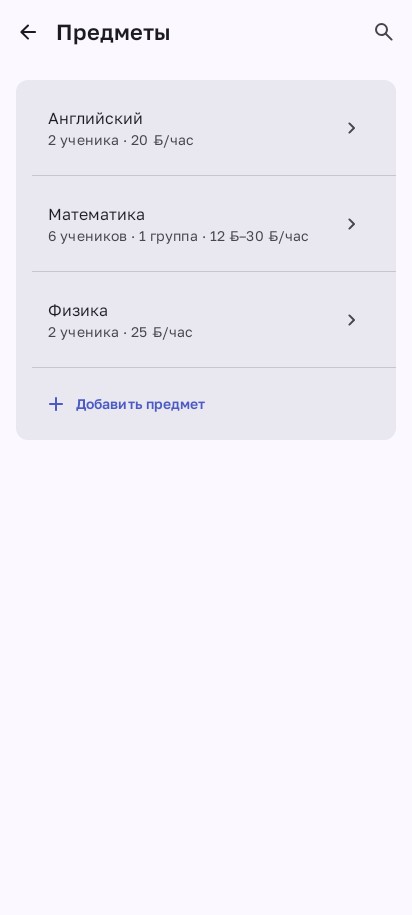 Предметы
Английский
2 ученика · 20 Ƃ/час
Математика
6 учеников · 1 группа · 12 Ƃ–30 Ƃ/час
Физика
2 ученика · 25 Ƃ/час
Добавить предмет